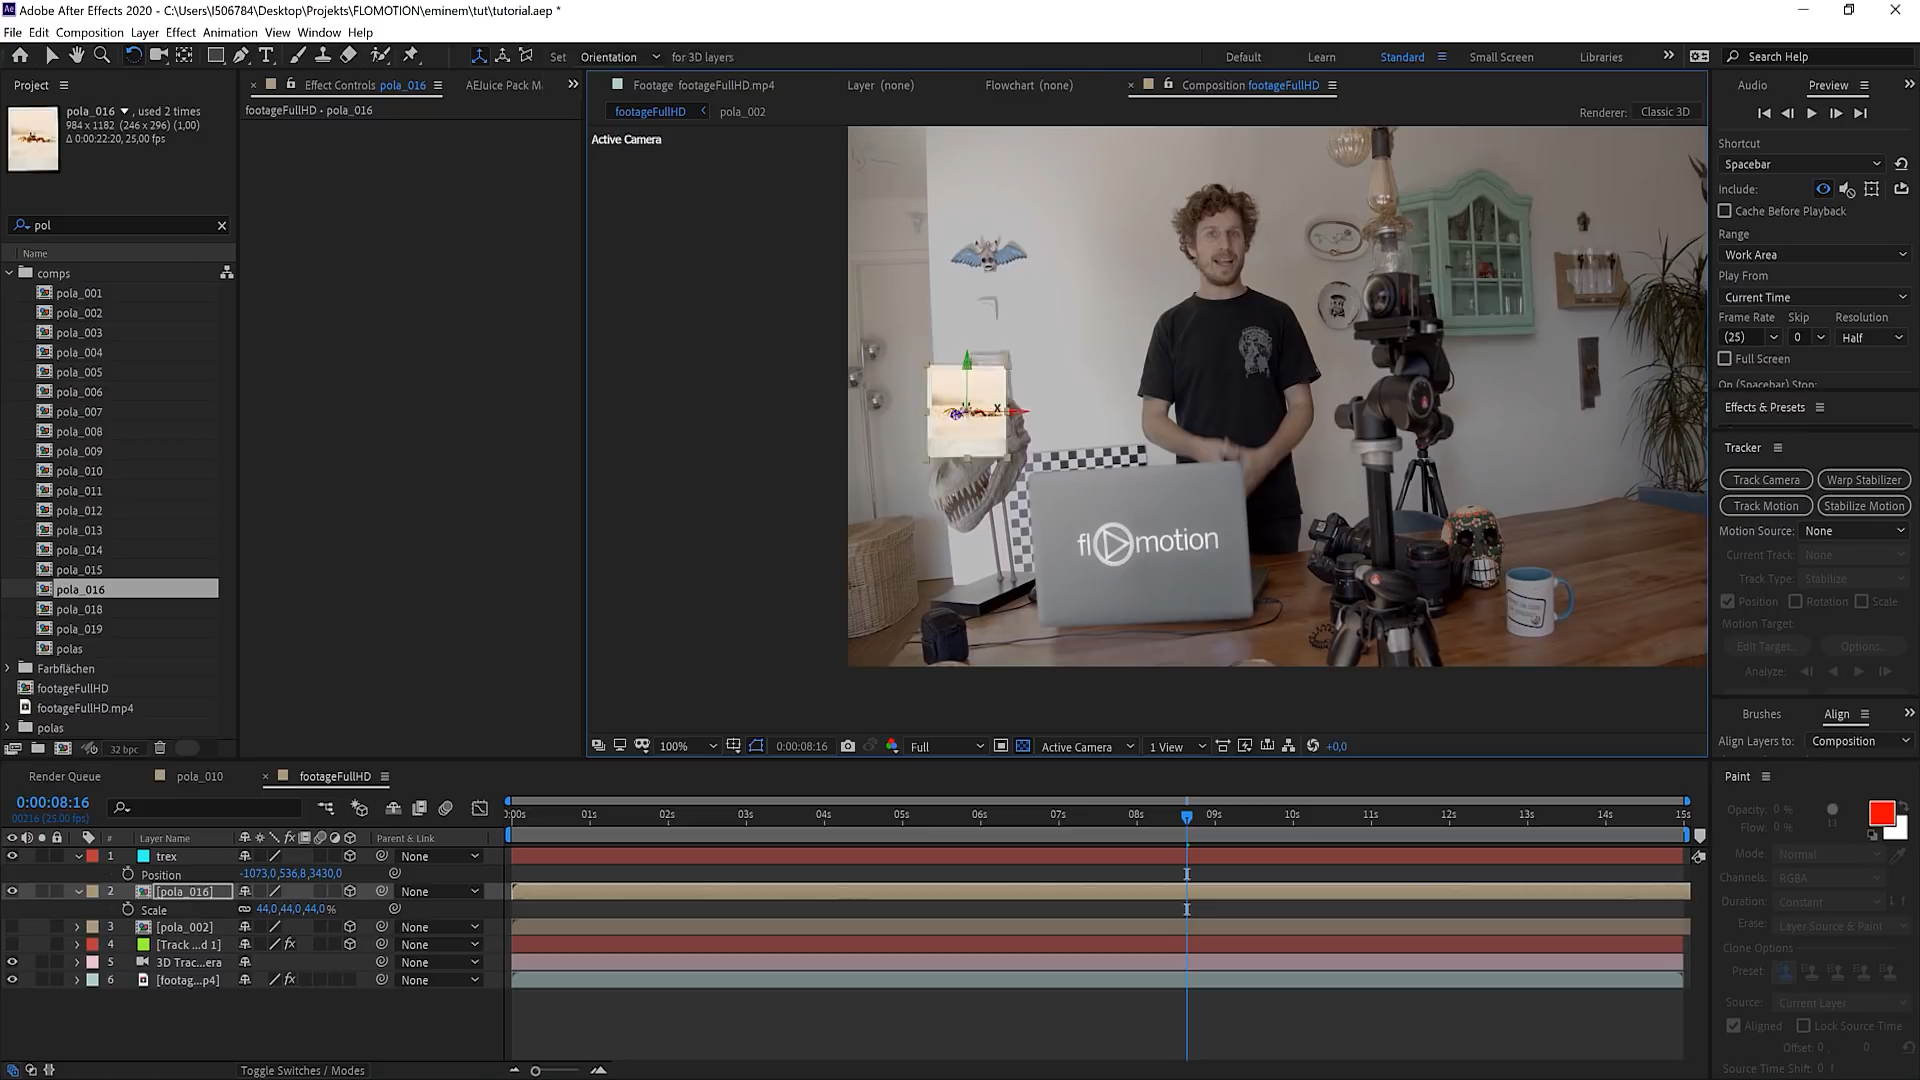 Adobe After Effects 2020 - C:\Users\I506784\Desktop\Projekts\FLOMOTION\eminem\tut\tutorial.aep *
File Edit Composition Layer Effect Animation View Window Help
Set Orientation for 3D layers Default Learn Standard Small Screen Libraries Search Help
Project Effect Controls pola_016 AEJuice Pack M Footage footageFullHD.mp4 Layer (none) Flowchart (none) Composition footageFullHD Audio Preview
pola_016 , used 2 times
984 x 1182 (246 x 296) (1,00)
Δ 0:00:22:20, 25,00 fps
footageFullHD • pola_016
footageFullHD pola_002 Renderer: Classic 3D
Active Camera
Shortcut
Spacebar
Include:
Cache Before Playback
Range
Work Area
Play From
Current Time
Frame Rate Skip Resolution
(25) 0 Half
Full Screen
On (Spacebar) Stop:
Effects & Presets
Tracker
Track Camera Warp Stabilizer
Track Motion Stabilize Motion
Motion Source: None
Current Track: None
Track Type: Stabilize
Position Rotation Scale
Motion Target:
Edit Target... Options...
Analyze:
Brushes Align
Align Layers to: Composition
pol
Name
comps
pola_001
pola_002
pola_003
pola_004
pola_005
pola_006
pola_007
pola_008
pola_009
pola_010
pola_011
pola_012
pola_013
pola_014
pola_015
pola_016
pola_018
pola_019
polas
Farbflächen
footageFullHD
footageFullHD.mp4
polas
32 bpc
X
flomotion
100% 0:00:08:16 Full Active Camera 1 View +0,0
Render Queue pola_010 footageFullHD
0:00:08:16
00216 (25.00 fps)
:00s 01s 02s 03s 04s 05s 06s 07s 08s 09s 10s 11s 12s 13s 14s 15s
# Layer Name Parent & Link
1 trex None
Position -1073,0,536,8,3430,0
2 [pola_016] None
Scale 44,0,44,0,44,0%
3 [pola_002] None
4 [Track ...d 1] None
5 3D Trac...era None
6 [footag...p4] None
Toggle Switches / Modes
Paint
Opacity: 0 %
Flow: 0 %
13
Mode: Normal
Channels: RGBA
Duration: Constant 1 f
Erase: Layer Source & Paint
Clone Options
Preset:
Source: Current Layer
Aligned Lock Source Time
Offset: 0 , 0
Source Time Shift: 0 f